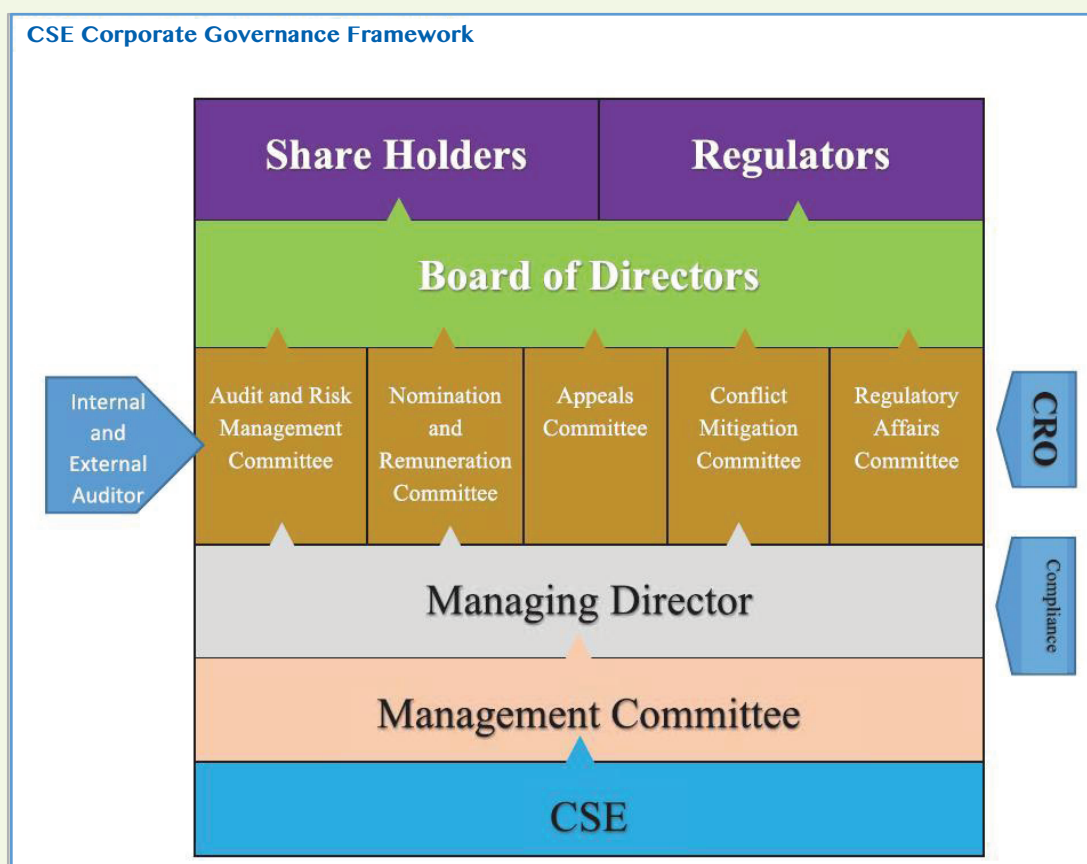 CSE Corporate Governance Framework
Share Holders
Regulators
Board of Directors
Internal
and
External
Auditor
Audit and Risk
Management
Committee
Nomination
and
Remuneration
Committee
Appeals
Committee
Conflict
Mitigation
Committee
Regulatory
Affairs
Committee
CRO
Managing Director
Compliance
Management Committee
CSE